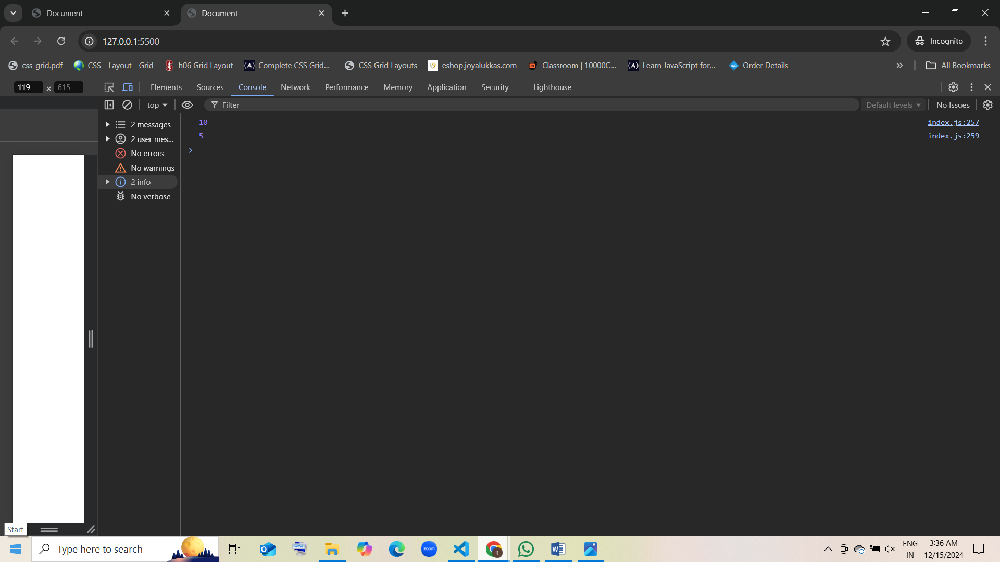 Document
Document
127.0.0.1:5500
Incognito
css-grid.pdf
CSS - Layout - Grid
h06 Grid Layout
Complete CSS Grid...
CSS Grid Layouts
eshop.joyalukkas.com
Classroom | 10000C...
Learn JavaScript for...
Order Details
All Bookmarks
119 × 615
Elements
Sources
Console
Network
Performance
Memory
Application
Security
Lighthouse
top
Filter
Default levels
No Issues
2 messages
2 user mes...
No errors
No warnings
2 info
No verbose
10
index.js:257
5
index.js:259
Start
Type here to search
zoom
ENG
IN
3:36 AM
12/15/2024